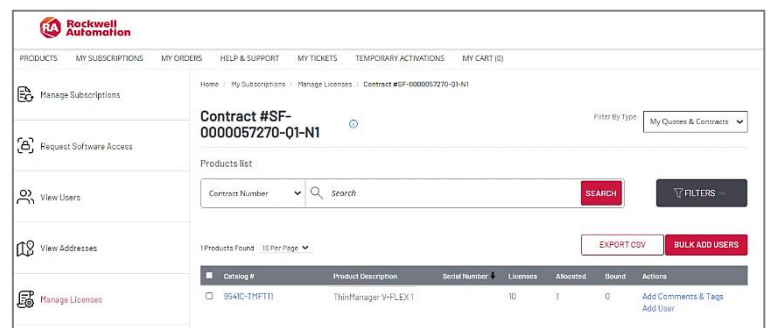 RA Rockwell
Automation
PRODUCTS MY SUBSCRIPTIONS MY ORDERS HELP & SUPPORT MY TICKETS TEMPORARY ACTIVATIONS MY CART (0)
Manage Subscriptions
Request Software Access
View Users
View Addresses
Manage Licenses
Home / My Subscriptions / Manage Licenses / Contract #SF-0000057270-Q1-N1
Contract #SF-
0000057270-Q1-N1
Filter By Type
My Quotes & Contracts
Products list
Contract Number
Search
SEARCH
FILTERS
1 Products Found 10 Per Page
EXPORT CSV
BULK ADD USERS
Catalog # Product Description Serial Number Licenses Allocated Bound Actions
9541C-TMFT11 ThinManager V-FLEX 1 10 1 0 Add Comments & Tags
Add User